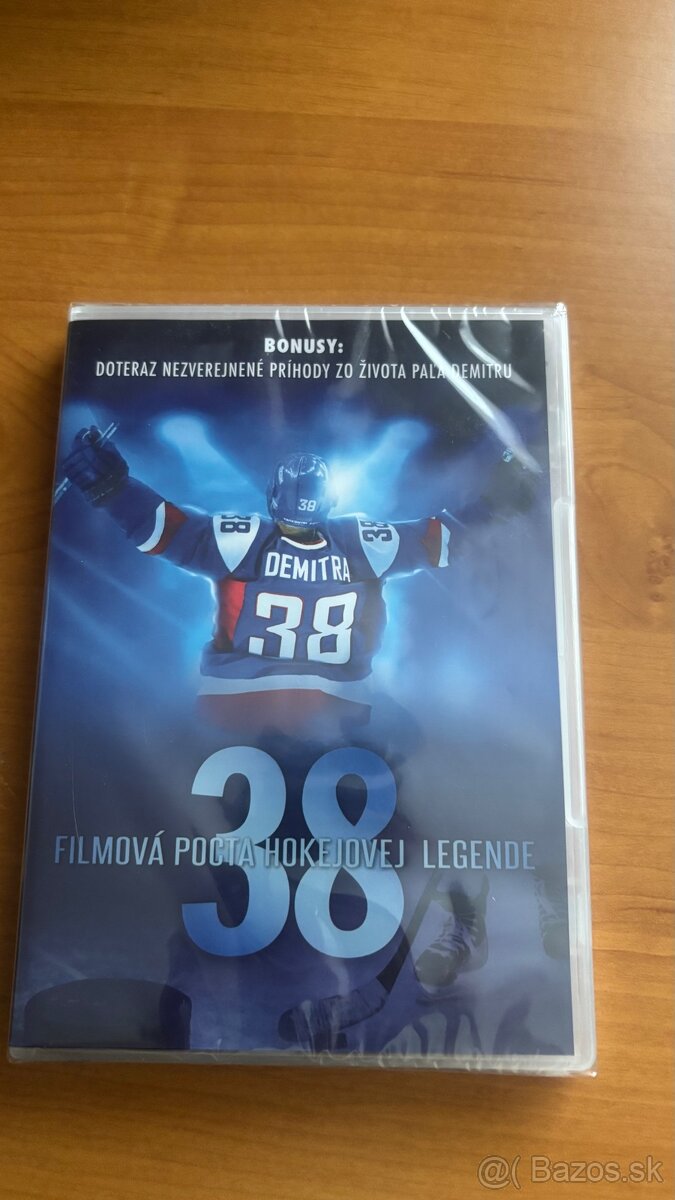 BONUSY:
DOTERAZ NEZVEREJNENÉ PRÍHODY ZO ŽIVOTA PAĽA DEMITRU
38
38
38
DEMITRA
38
38
FILMOVÁ POCTA HOKEJOVEJ LEGENDE
@( Bazos.sk